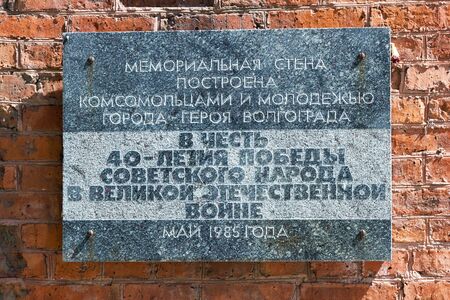 МЕМОРИАЛЬНАЯ СТЕНА
ПОСТРОЕНА
КОМСОМОЛЬЦАМИ И МОЛОДЕЖЬЮ
ГОРОДА-ГЕРОЯ ВОЛГОГРАДА
В ЧЕСТЬ
40-ЛЕТИЯ ПОБЕДЫ
СОВЕТСКОГО НАРОДА
В ВЕЛИКОЙ ОТЕЧЕСТВЕННОЙ
ВОЙНЕ
МАЙ 1985 ГОДА